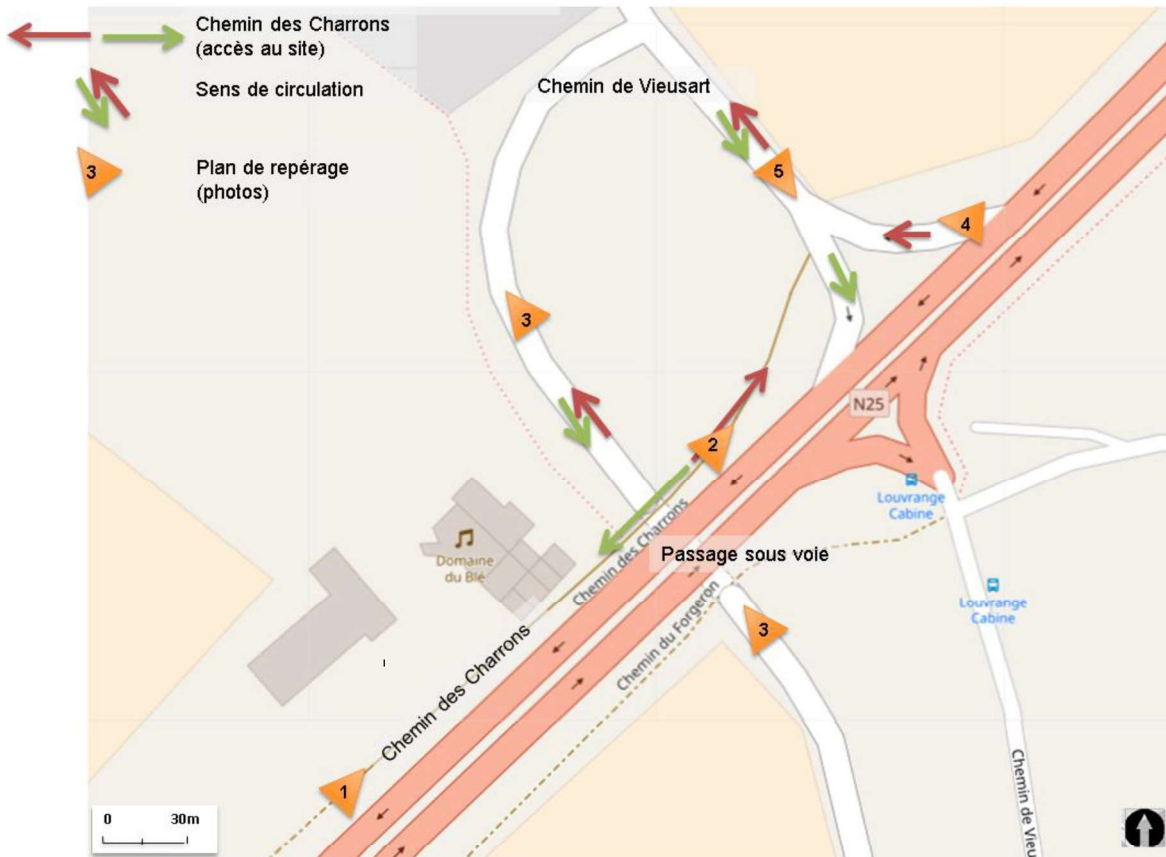 Chemin des Charrons
(accès au site)
Sens de circulation
3
Plan de repérage
(photos)
Chemin de Vieusart
5
4
3
N25
2
Louvrange
Cabine
Chemin des Charrons
Passage sous voie
Domaine
du Blé
Louvrange
Cabine
3
Chemin du Forgeron
Chemin des Charrons
1
Chemin de Vieu
0 30m